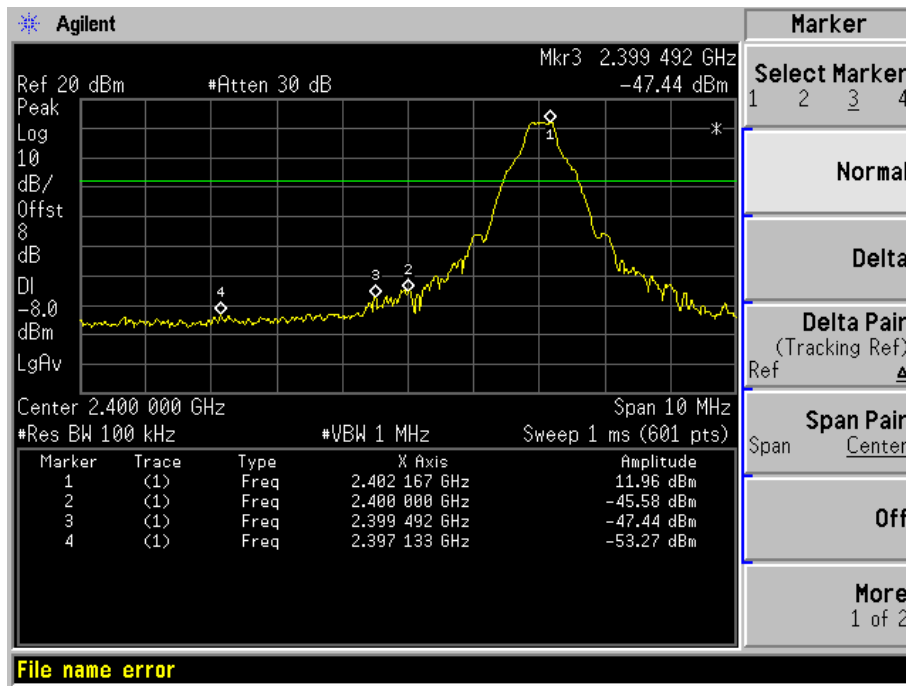 Agilent
Marker
Mkr3 2.399 492 GHz
Ref 20 dBm #Atten 30 dB -47.44 dBm
Peak
Log
10
dB/
Offst
8
dB
DI
-8.0
dBm
LgAv
1
2
3
4
*
Center 2.400 000 GHz Span 10 MHz
#Res BW 100 kHz #VBW 1 MHz Sweep 1 ms (601 pts)
Marker Trace Type X Axis Amplitude
1 (1) Freq 2.402 167 GHz 11.96 dBm
2 (1) Freq 2.400 000 GHz -45.58 dBm
3 (1) Freq 2.399 492 GHz -47.44 dBm
4 (1) Freq 2.397 133 GHz -53.27 dBm
Select Marker
1 2 3 4
Normal
Delta
Delta Pair
(Tracking Ref)
Ref Δ
Span Pair
Span Center
Off
More
1 of 2
File name error